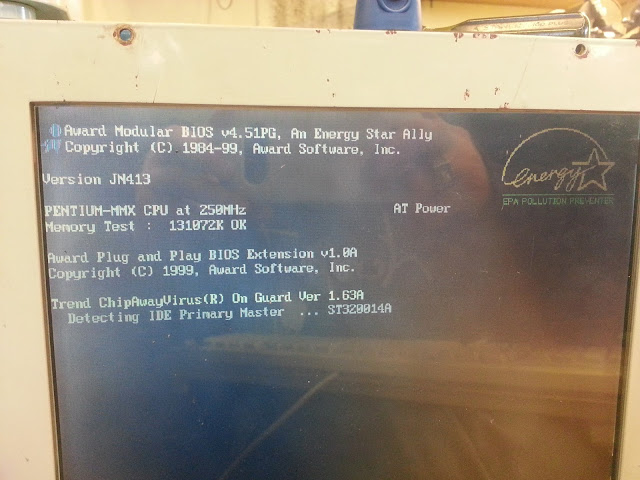 Award Modular BIOS v4.51PG, An Energy Star Ally
Copyright (C) 1984-99, Award Software, Inc.
energy
EPA POLLUTION PREVENTER
Version JN413
PENTIUM-MMX CPU at 250MHz AT Power
Memory Test : 131072K OK
Award Plug and Play BIOS Extension v1.0A
Copyright (C) 1999, Award Software, Inc.
Trend ChipAwayVirus(R) On Guard Ver 1.63A
Detecting IDE Primary Master ... ST320014A